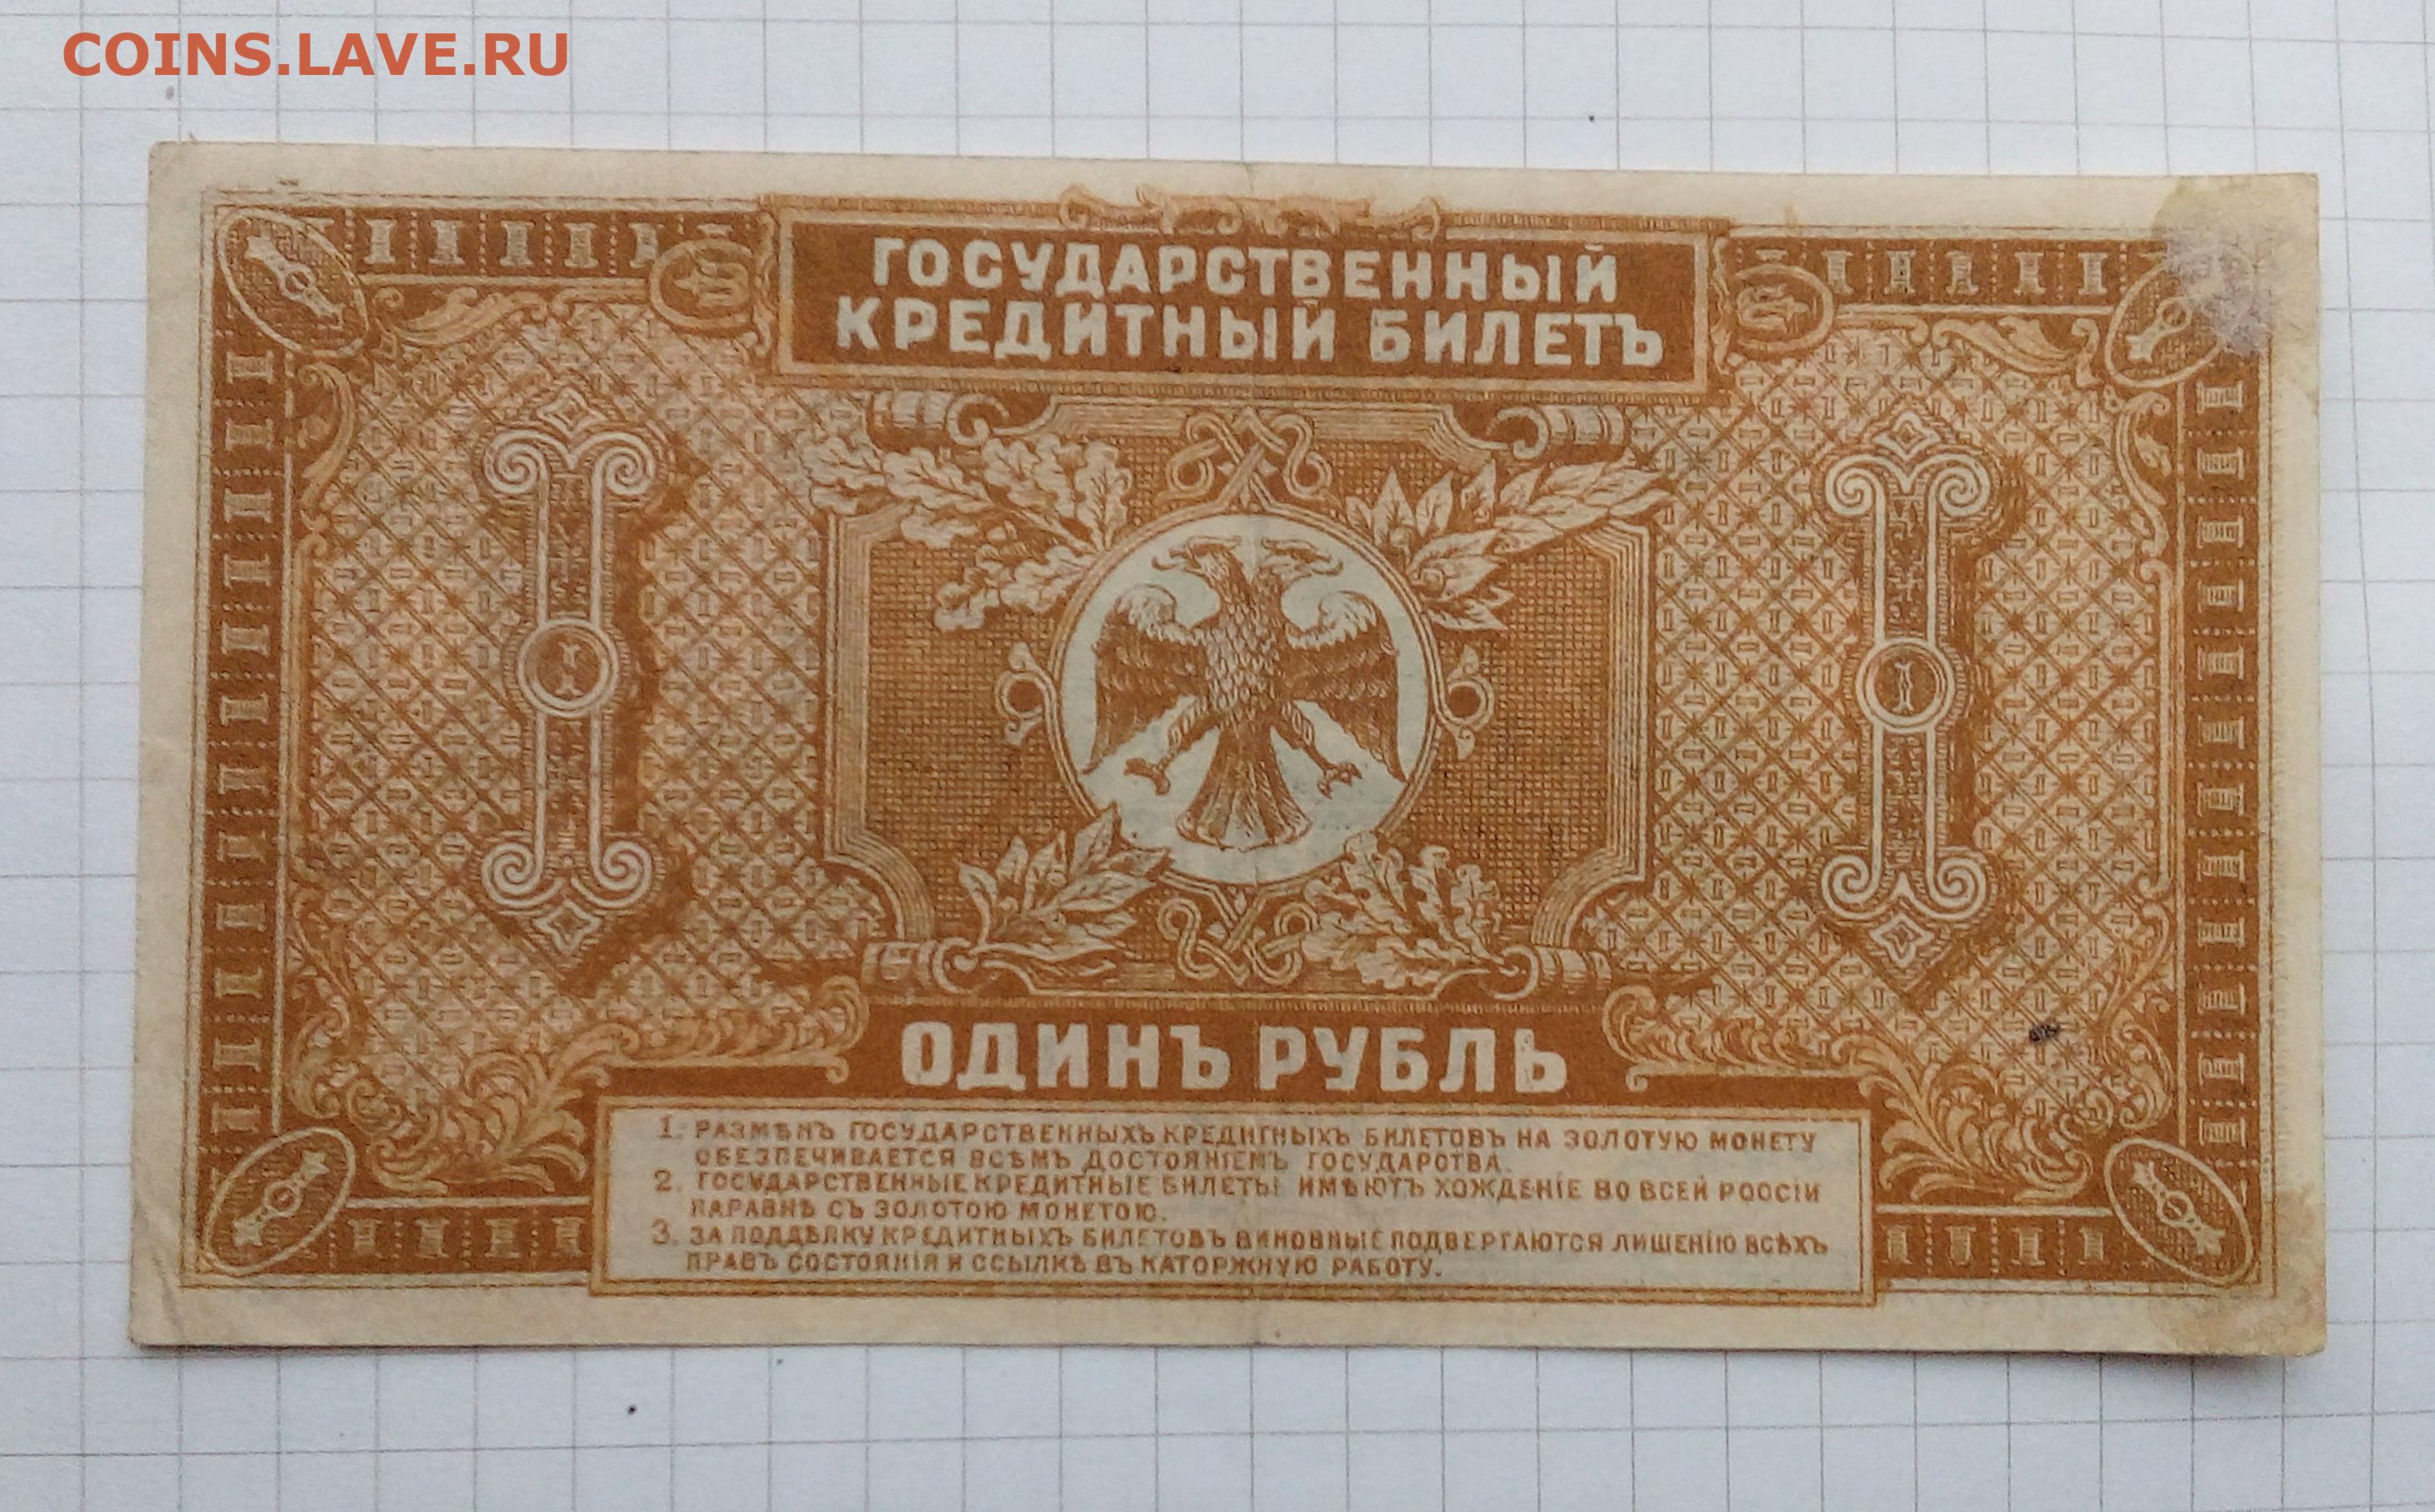 COINS.LAVE.RU
ГОСУДАРСТВЕННЫЙ
КРЕДИТНЫЙ БИЛЕТЪ
ОДИНЪ РУБЛЬ
1. РАЗМѢНЪ ГОСУДАРСТВЕННЫХЪ КРЕДИТНЫХЪ БИЛЕТОВЪ НА ЗОЛОТУЮ МОНЕТУ
ОБЕЗПЕЧИВАЕТСЯ ВСѢМЪ ДОСТОЯНІЕМЪ ГОСУДАРСТВА.
2. ГОСУДАРСТВЕННЫЕ КРЕДИТНЫЕ БИЛЕТЫ ИМѢЮТЪ ХОЖДЕНІЕ ВО ВСЕЙ РОССІИ
НАРАВНѢ СЪ ЗОЛОТОЮ МОНЕТОЮ.
3. ЗА ПОДДѢЛКУ КРЕДИТНЫХЪ БИЛЕТОВЪ ВИНОВНЫЕ ПОДВЕРГАЮТСЯ ЛИШЕНІЮ ВСѢХЪ
ПРАВЪ СОСТОЯНІЯ И ССЫЛКѢ ВЪ КАТОРЖНУЮ РАБОТУ.